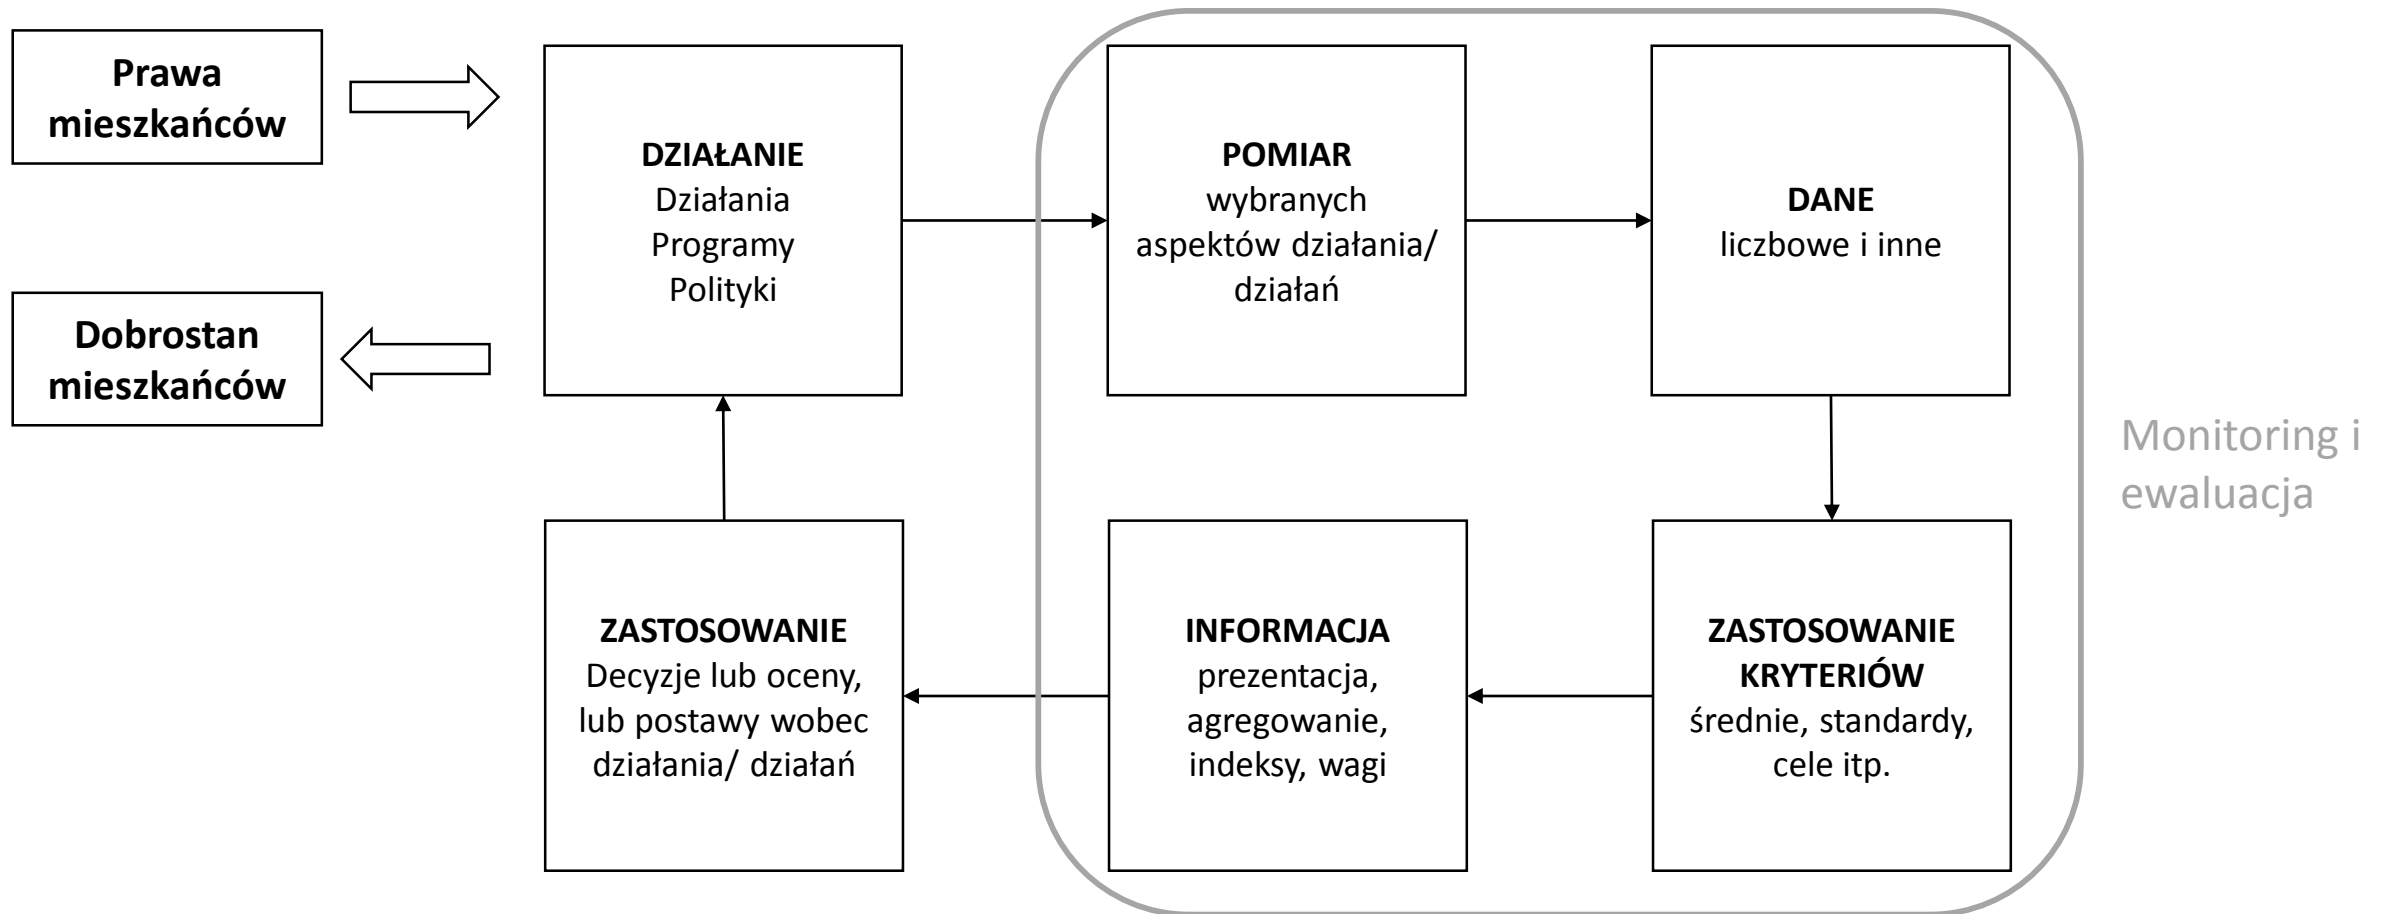 Prawa
mieszkańców
Dobrostan
mieszkańców
DZIAŁANIE
Działania
Programy
Polityki
POMIAR
wybranych
aspektów działania/
działań
DANE
liczbowe i inne
ZASTOSOWANIE
Decyzje lub oceny,
lub postawy wobec
działania/ działań
INFORMACJA
prezentacja,
agregowanie,
indeksy, wagi
ZASTOSOWANIE
KRYTERIÓW
średnie, standardy,
cele itp.
Monitoring i
ewaluacja